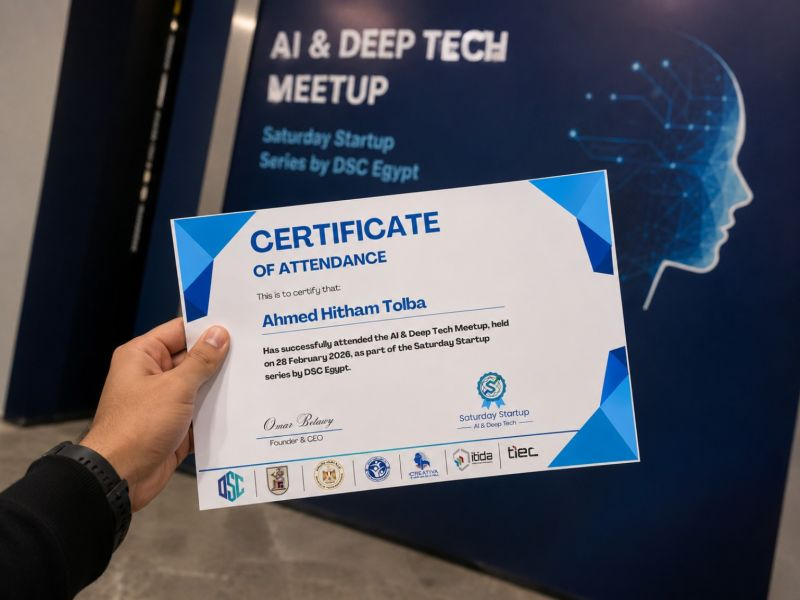 AI & DEEP TECH
MEETUP
Saturday Startup
Series by DSC Egypt
CERTIFICATE
OF ATTENDANCE
This is to certify that:
Ahmed Hitham Tolba
Has successfully attended the AI & Deep Tech Meetup, held
on 28 February 2026, as part of the Saturday Startup
series by DSC Egypt.
Omar Belawy
Founder & CEO
Saturday Startup
AI & Deep Tech
DSC
CREATIVA
itida
tiec